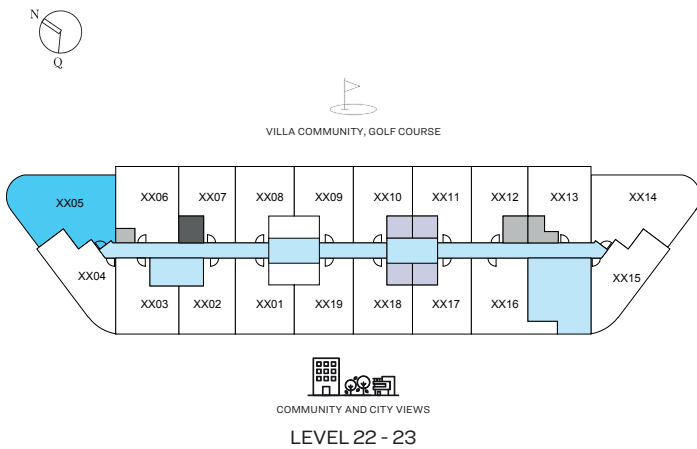 N
Q
VILLA COMMUNITY, GOLF COURSE
XX05 XX06 XX07 XX08 XX09 XX10 XX11 XX12 XX13 XX14
XX04 XX03 XX02 XX01 XX19 XX18 XX17 XX16 XX15
COMMUNITY AND CITY VIEWS
LEVEL 22 - 23